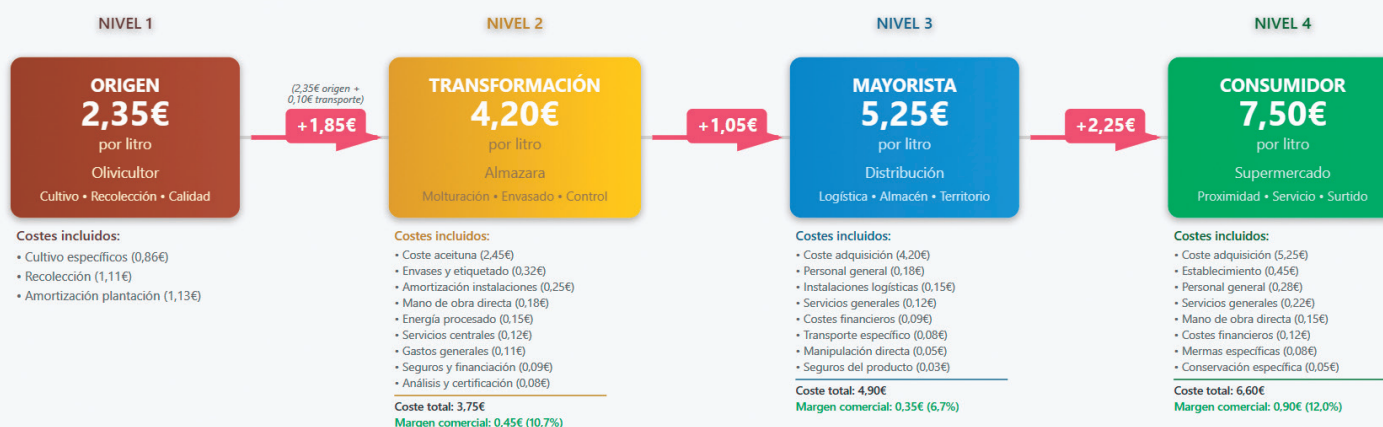 NIVEL 1
ORIGEN
2,35€
por litro
Olivicultor
Cultivo • Recolección • Calidad
Costes incluidos:
• Cultivo específicos (0,86€)
• Recolección (1,11€)
• Amortización plantación (1,13€)
(2,35€ origen +
0,10€ transporte)
+1,85€
NIVEL 2
TRANSFORMACIÓN
4,20€
por litro
Almazara
Molturación • Envasado • Control
Costes incluidos:
• Coste aceituna (2,45€)
• Envases y etiquetado (0,32€)
• Amortización instalaciones (0,25€)
• Mano de obra directa (0,18€)
• Energía procesado (0,15€)
• Servicios centrales (0,12€)
• Gastos generales (0,11€)
• Seguros y financiación (0,09€)
• Análisis y certificación (0,08€)
Coste total: 3,75€
Margen comercial: 0,45€ (10,7%)
+1,05€
NIVEL 3
MAYORISTA
5,25€
por litro
Distribución
Logística • Almacén • Territorio
Costes incluidos:
• Coste adquisición (4,20€)
• Personal general (0,18€)
• Instalaciones logísticas (0,15€)
• Servicios generales (0,12€)
• Costes financieros (0,09€)
• Transporte específico (0,08€)
• Manipulación directa (0,05€)
• Seguros del producto (0,03€)
Coste total: 4,90€
Margen comercial: 0,35€ (6,7%)
+2,25€
NIVEL 4
CONSUMIDOR
7,50€
por litro
Supermercado
Proximidad • Servicio • Surtido
Costes incluidos:
• Coste adquisición (5,25€)
• Establecimiento (0,45€)
• Personal general (0,28€)
• Servicios generales (0,22€)
• Mano de obra directa (0,15€)
• Costes financieros (0,12€)
• Mermas específicas (0,08€)
• Conservación específica (0,05€)
Coste total: 6,60€
Margen comercial: 0,90€ (12,0%)